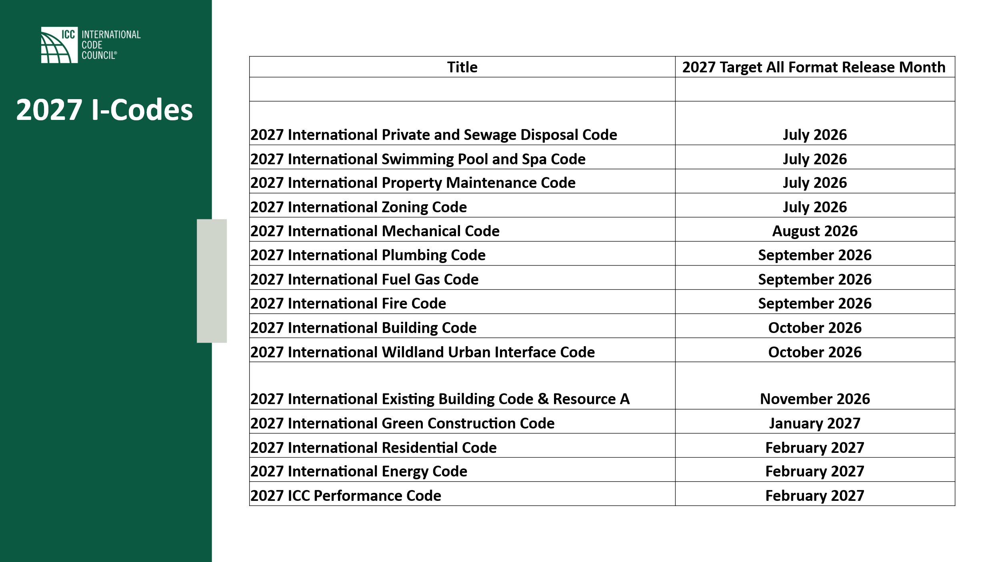 ICC INTERNATIONAL
CODE
COUNCIL®
2027 I-Codes
Title 2027 Target All Format Release Month
2027 International Private and Sewage Disposal Code July 2026
2027 International Swimming Pool and Spa Code July 2026
2027 International Property Maintenance Code July 2026
2027 International Zoning Code July 2026
2027 International Mechanical Code August 2026
2027 International Plumbing Code September 2026
2027 International Fuel Gas Code September 2026
2027 International Fire Code September 2026
2027 International Building Code October 2026
2027 International Wildland Urban Interface Code October 2026
2027 International Existing Building Code & Resource A November 2026
2027 International Green Construction Code January 2027
2027 International Residential Code February 2027
2027 International Energy Code February 2027
2027 ICC Performance Code February 2027